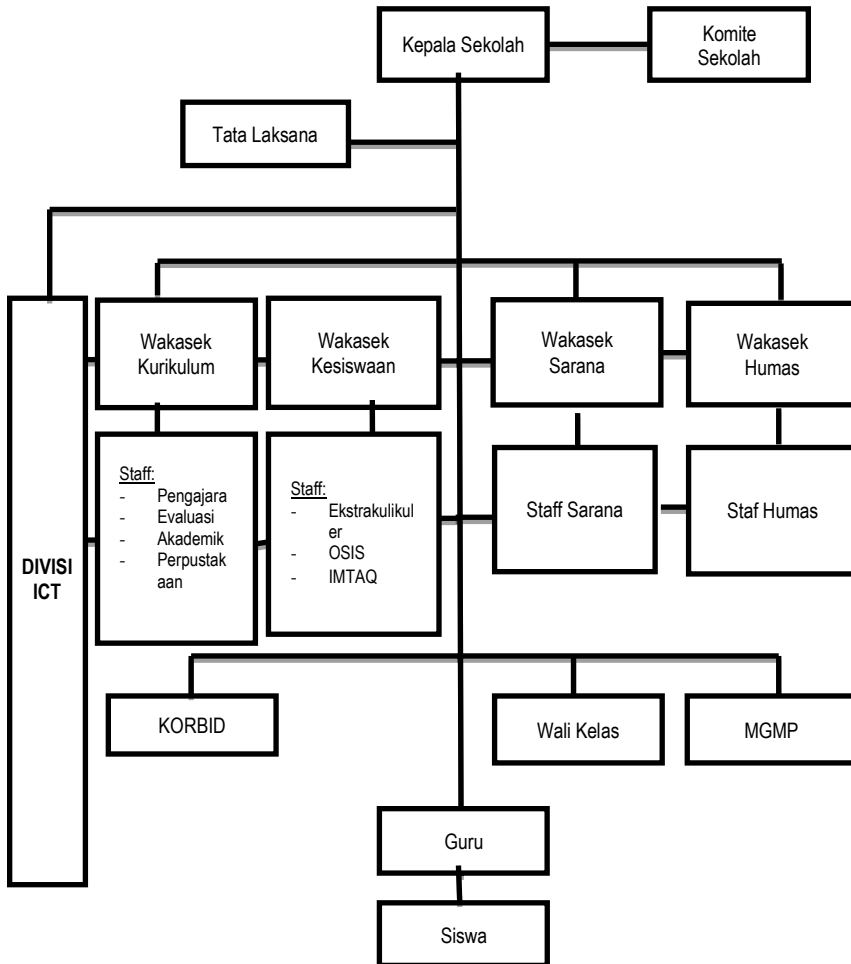 Kepala Sekolah
Komite
Sekolah
Tata Laksana
DIVISI
ICT
Wakasek
Kurikulum
Wakasek
Kesiswaan
Wakasek
Sarana
Wakasek
Humas
Staff:
- Pengajara
- Evaluasi
- Akademik
- Perpustak
aan
Staff:
- Ekstrakulikul
er
- OSIS
- IMTAQ
Staff Sarana
Staf Humas
KORBID
Wali Kelas
MGMP
Guru
Siswa